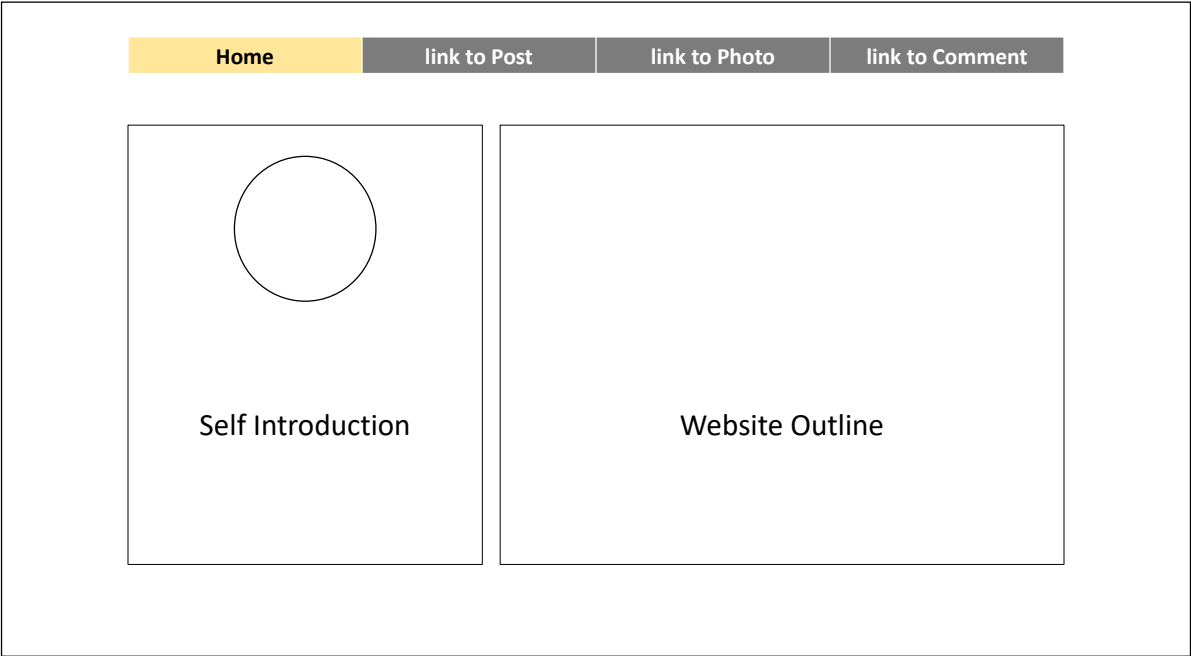 Home
link to Post
link to Photo
link to Comment
Self Introduction
Website Outline